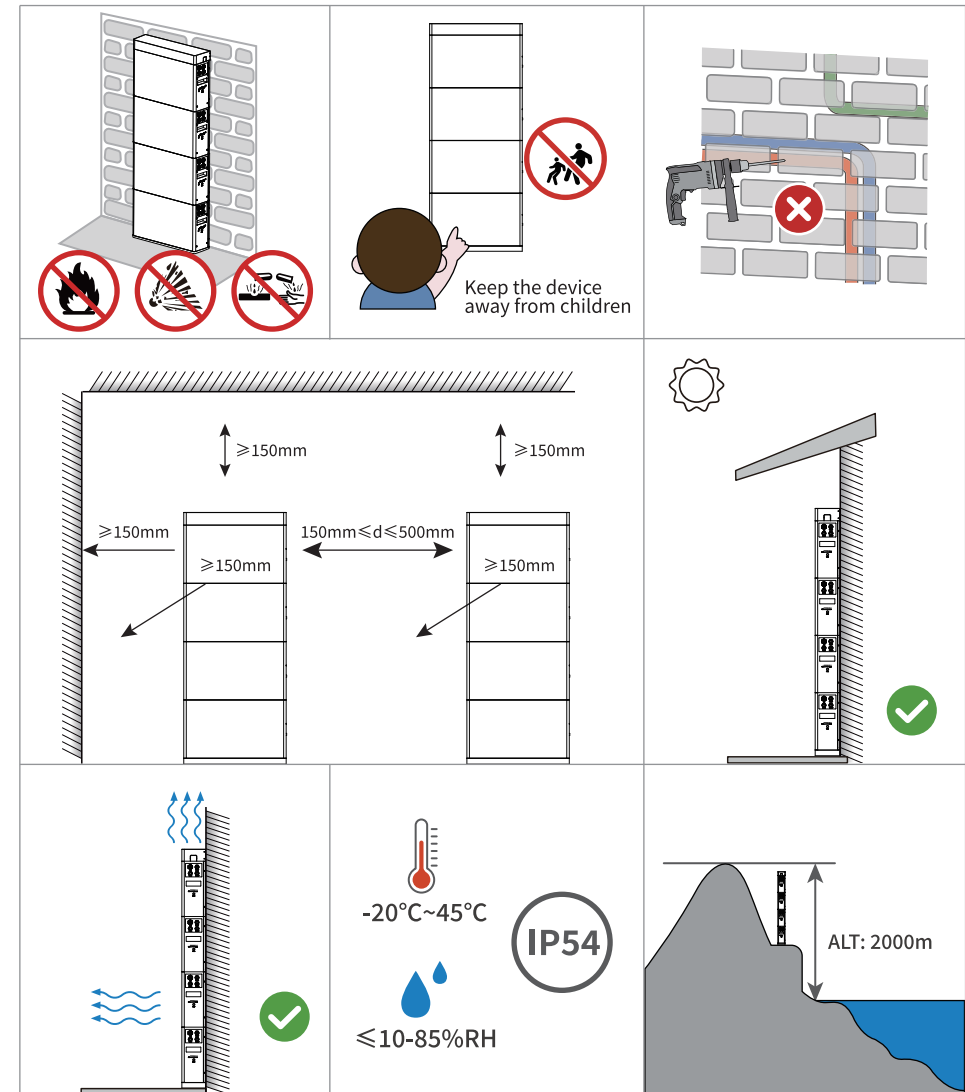 Keep the device
away from children
≥150mm
≥150mm
≥150mm
150mm≤d≤500mm
≥150mm
≥150mm
-20°C~45°C
IP54
≤10-85%RH
ALT: 2000m